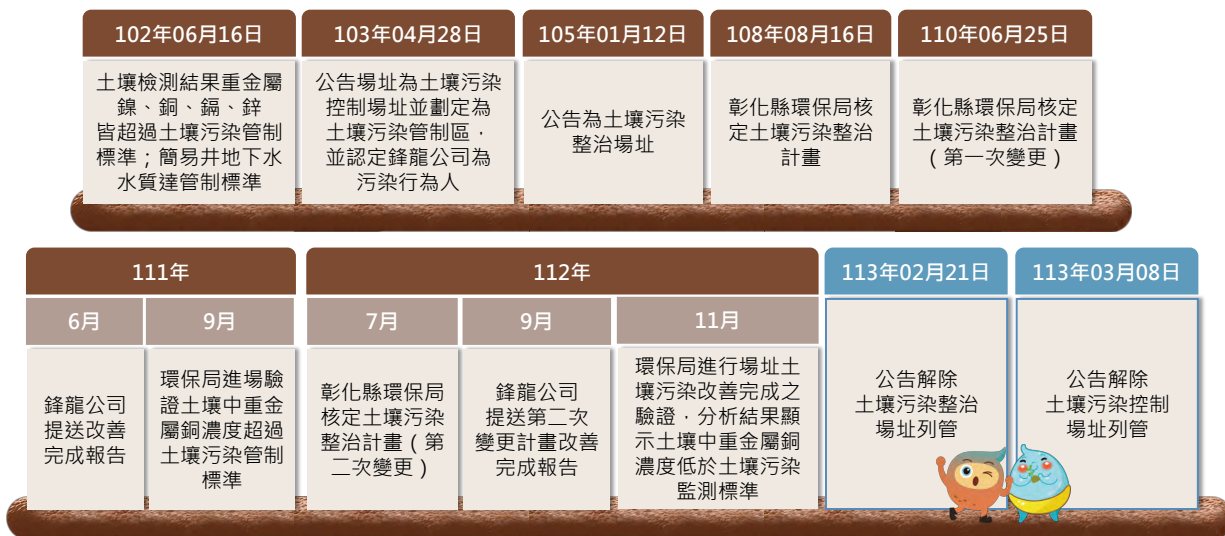 102年06月16日
土壤檢測結果重金屬
鎳、銅、鎘、鋅
皆超過土壤污染管制
標準；簡易井地下水
水質達管制標準
103年04月28日
公告場址為土壤污染
控制場址並劃定為
土壤污染管制區，
並認定鋒龍公司為
污染行為人
105年01月12日
公告為土壤污染
整治場址
108年08月16日
彰化縣環保局核
定土壤污染整治
計畫
110年06月25日
彰化縣環保局核定
土壤污染整治計畫
（第一次變更）
111年
6月
鋒龍公司
提送改善
完成報告
9月
環保局進場驗
證土壤中重金
屬銅濃度超過
土壤污染管制
標準
112年
7月
彰化縣環保局
核定土壤污染
整治計畫（第
二次變更）
9月
鋒龍公司
提送第二次
變更計畫改善
完成報告
11月
環保局進行場址土
壤污染改善完成之
驗證，分析結果顯
示土壤中重金屬銅
濃度低於土壤污染
監測標準
113年02月21日
公告解除
土壤污染整治
場址列管
113年03月08日
公告解除
土壤污染控制
場址列管